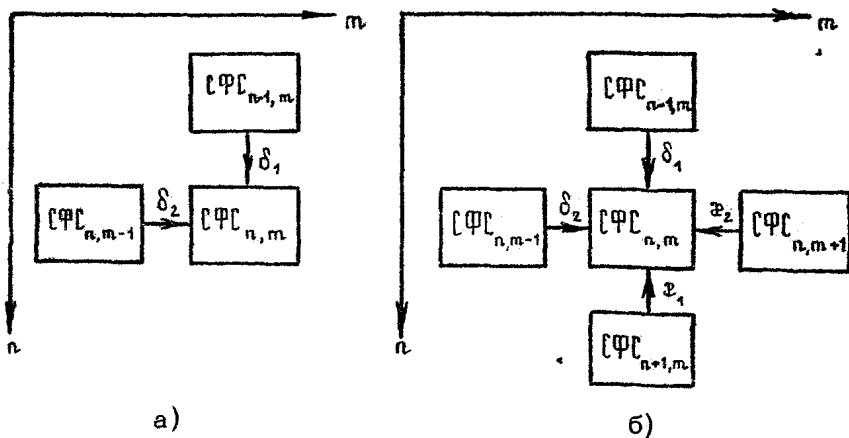 m
СФС n-1, m
δ₁
СФС n, m-1
δ₂
СФС n, m
n
а)
m
СФС n-1, m
δ₁
СФС n, m-1
δ₂
СФС n, m
æ₂
СФС n, m+1
æ₁
СФС n+1, m
n
б)